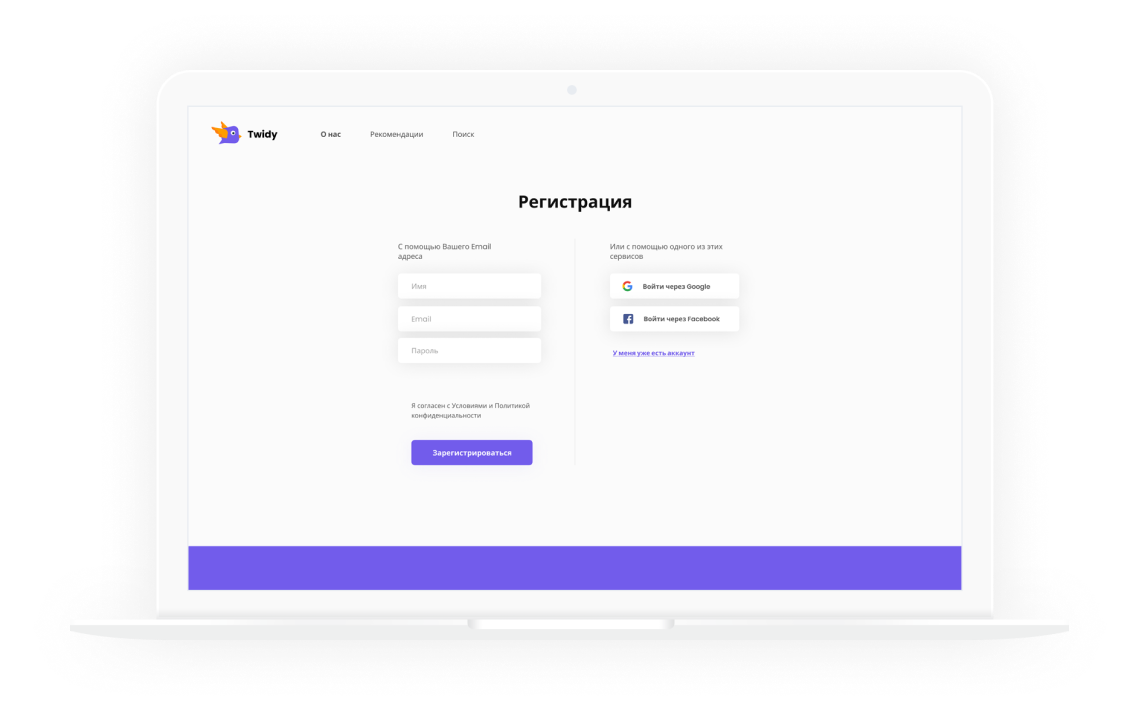 Twidy
О нас
Рекомендации
Поиск
Регистрация
С помощью Вашего Email
адреса
Имя
Email
Пароль
Я согласен с Условиями и Политикой
конфиденциальности
Зарегистрироваться
Или с помощью одного из этих
сервисов
Войти через Google
Войти через Facebook
У меня уже есть аккаунт